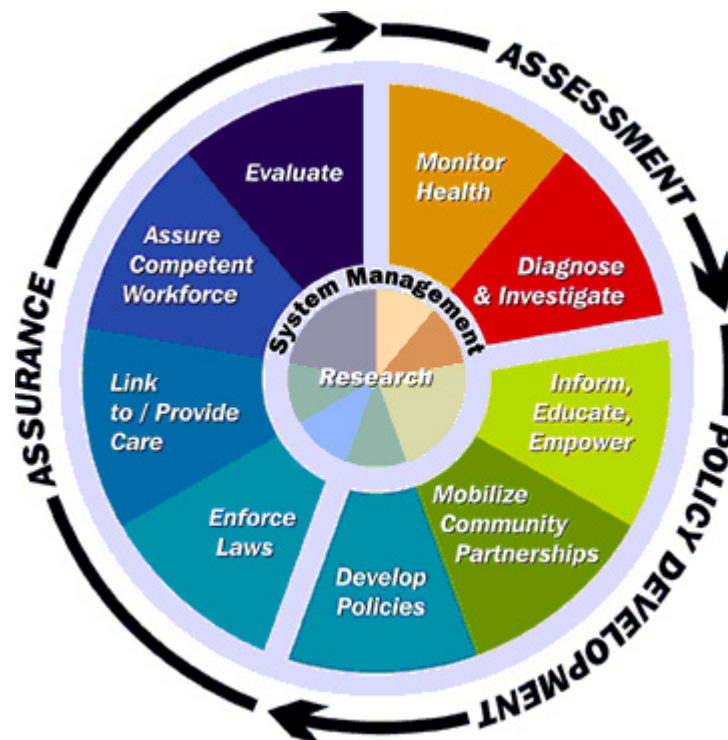 ASSESSMENT
Monitor
Health
Diagnose
& Investigate
Inform,
Educate,
Empower
POLICY DEVELOPMENT
Mobilize
Community
Partnerships
Develop
Policies
Enforce
Laws
ASSURANCE
Link
to / Provide
Care
Assure
Competent
Workforce
Evaluate
System Management
Research